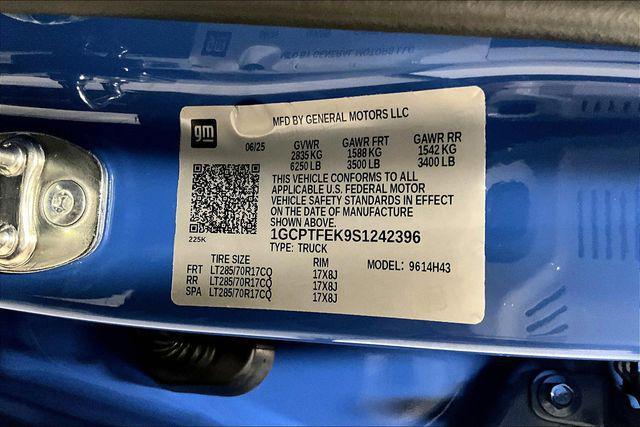 gm
MFD BY GENERAL MOTORS LLC
06/25 GVWR GAWR FRT GAWR RR
2835 KG 1588 KG 1542 KG
6250 LB 3500 LB 3400 LB
THIS VEHICLE CONFORMS TO ALL
APPLICABLE U.S. FEDERAL MOTOR
VEHICLE SAFETY STANDARDS IN EFFECT
ON THE DATE OF MANUFACTURE
SHOWN ABOVE.
225K
1GCPTFEK9S1242396
TYPE: TRUCK
TIRE SIZE RIM MODEL: 9614H43
FRT LT285/70R17CQ 17X8J
RR LT285/70R17CQ 17X8J
SPA LT285/70R17CQ 17X8J